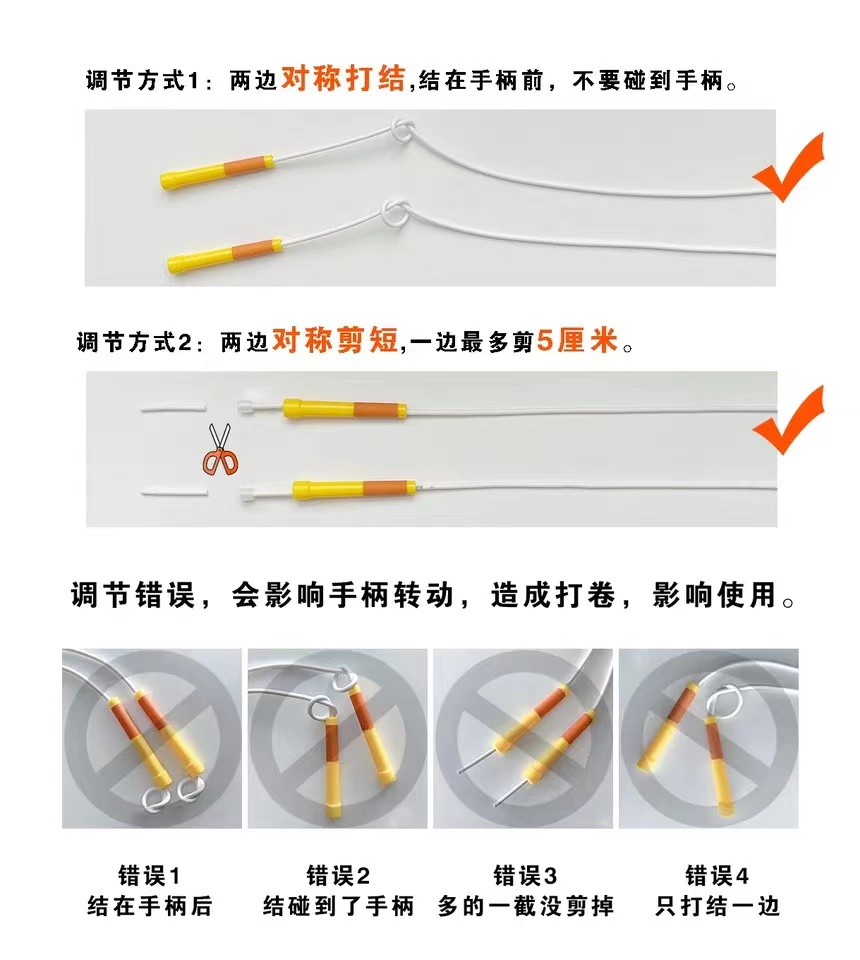 调节方式1：两边对称打结,结在手柄前，不要碰到手柄。
调节方式2：两边对称剪短,一边最多剪5厘米。
调节错误，会影响手柄转动，造成打卷，影响使用。
错误1
结在手柄后
错误2
结碰到了手柄
错误3
多的一截没剪掉
错误4
只打结一边